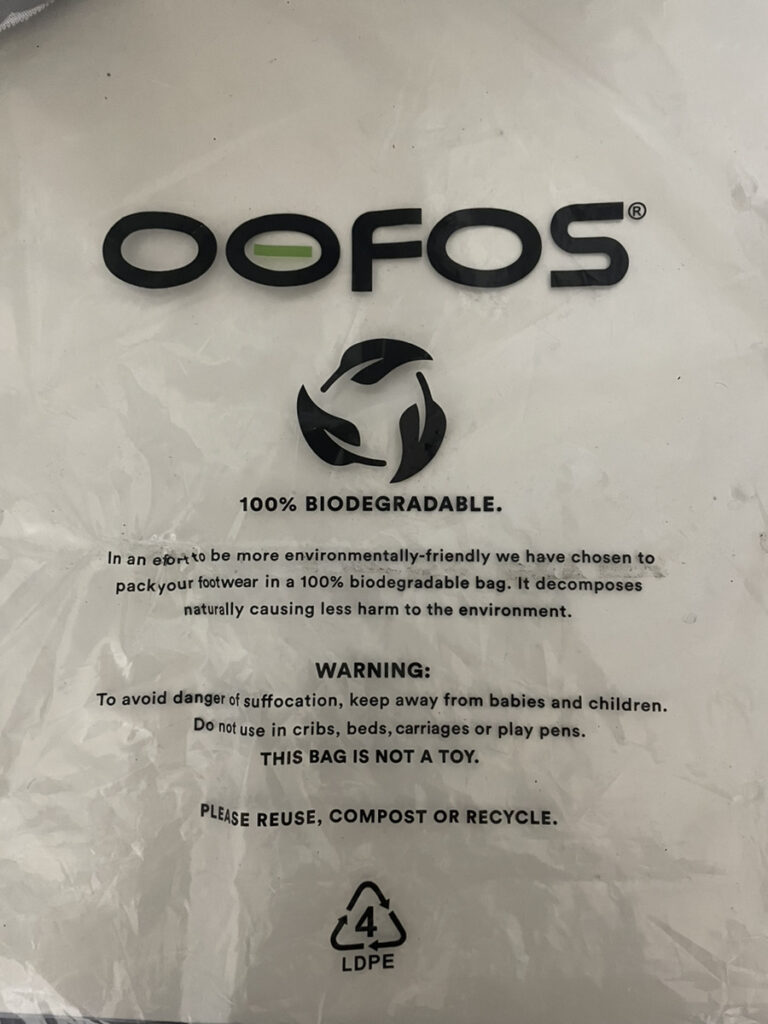 OOFOS®
100% BIODEGRADABLE.
In an effort to be more environmentally-friendly we have chosen to
pack your footwear in a 100% biodegradable bag. It decomposes
naturally causing less harm to the environment.
WARNING:
To avoid danger of suffocation, keep away from babies and children.
Do not use in cribs, beds, carriages or play pens.
THIS BAG IS NOT A TOY.
PLEASE REUSE, COMPOST OR RECYCLE.
4
LDPE